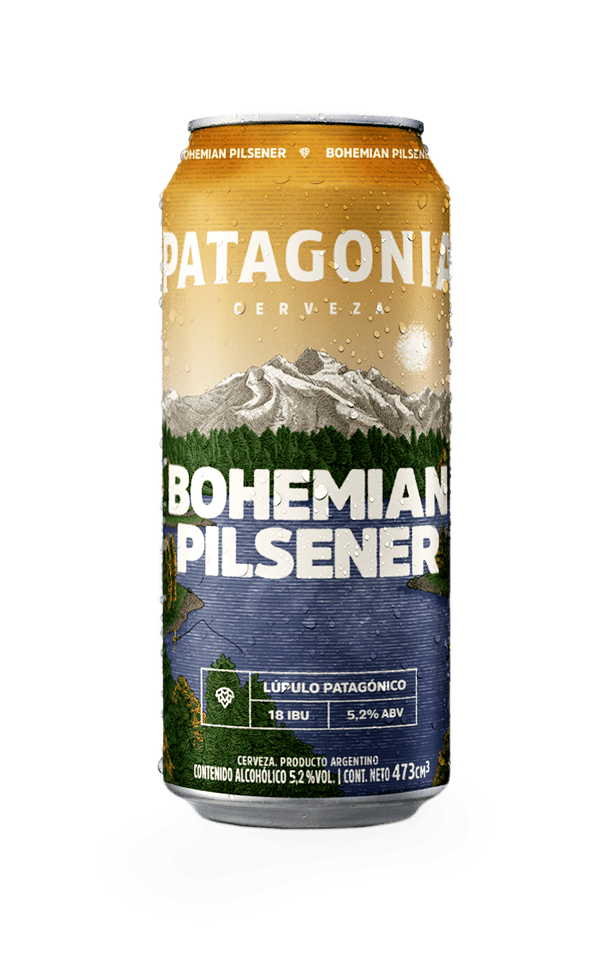 BOHEMIAN PILSENER BOHEMIAN PILSEN
PATAGONIA
CERVEZA
BOHEMIAN
PILSENER
LÚPULO PATAGÓNICO
18 IBU 5,2% ABV
CERVEZA. PRODUCTO ARGENTINO
CONTENIDO ALCOHÓLICO 5,2 %VOL. | CONT. NETO 473CM³